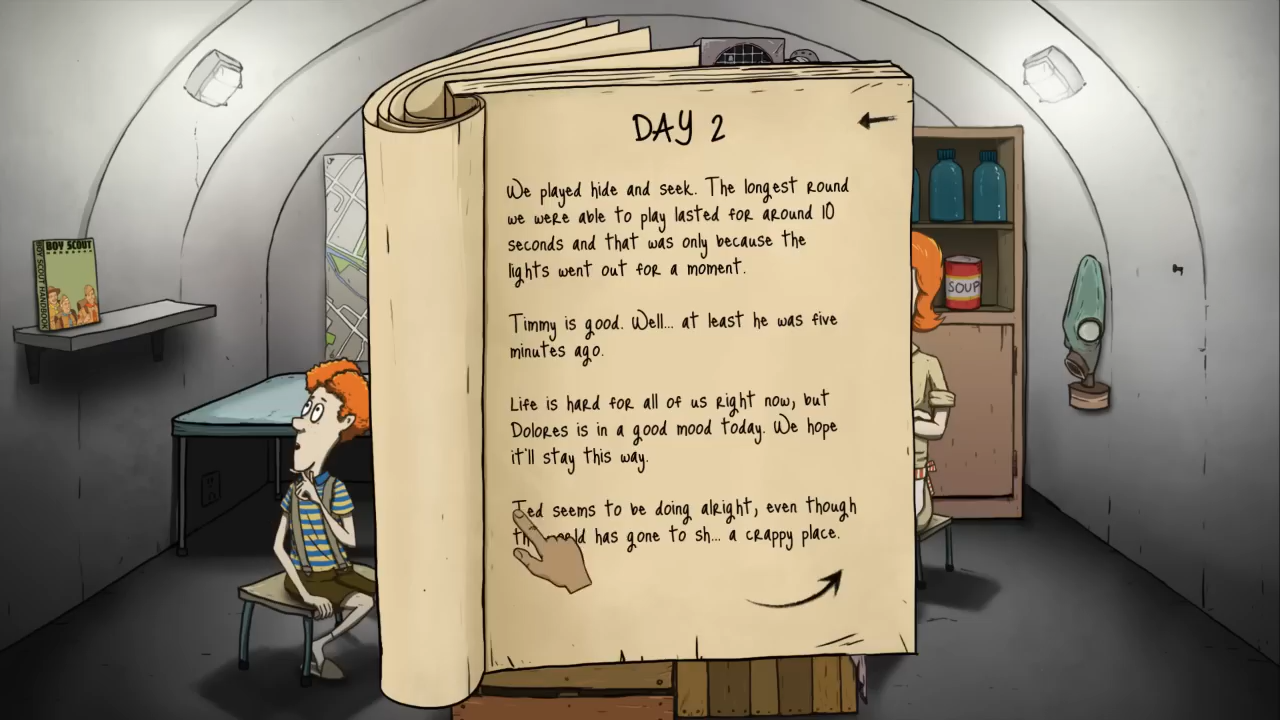 DAY 2
We played hide and seek. The longest round
we were able to play lasted for around 10
seconds and that was only because the
lights went out for a moment.
Timmy is good. Well... at least he was five
minutes ago.
Life is hard for all of us right now, but
Dolores is in a good mood today. We hope
it'll stay this way.
Ted seems to be doing alright, even though
has gone to sh... a crappy place.
BOY SCOUT
BOY SCOUT HANDBOOK
SOUP